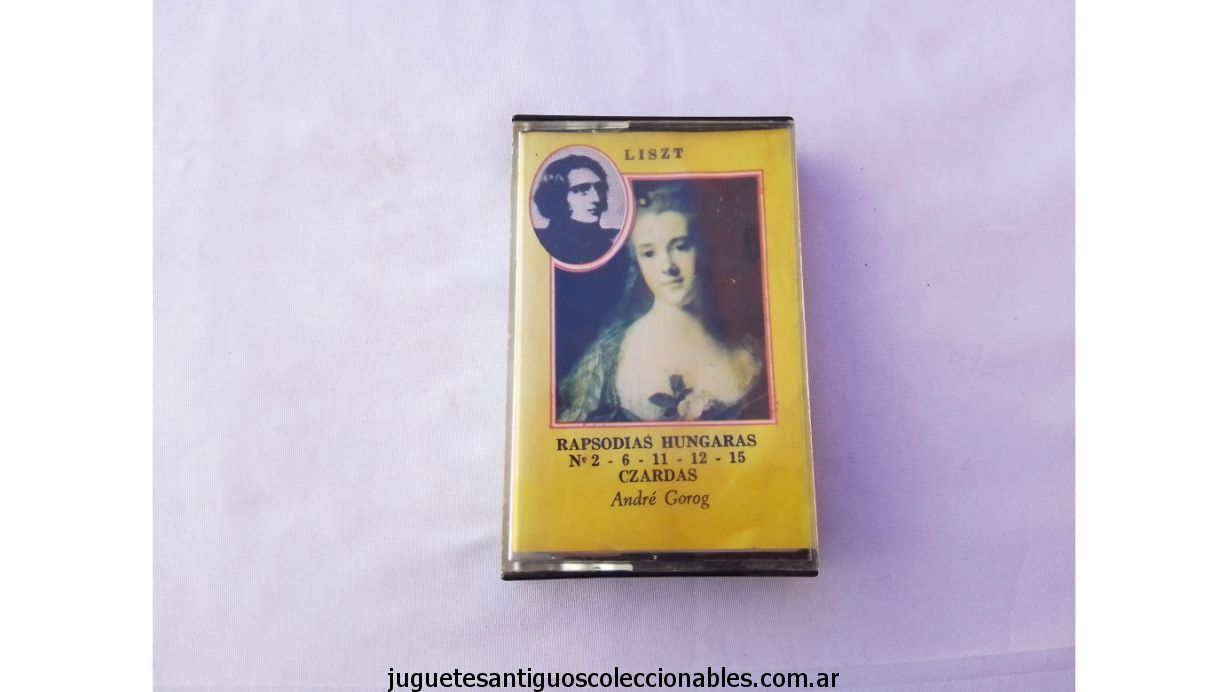 LISZT
RAPSODIAS HUNGARAS
Nº 2 - 6 - 11 - 12 - 15
CZARDAS
André Gorog
juguetesantiguoscoleccionables.com.ar